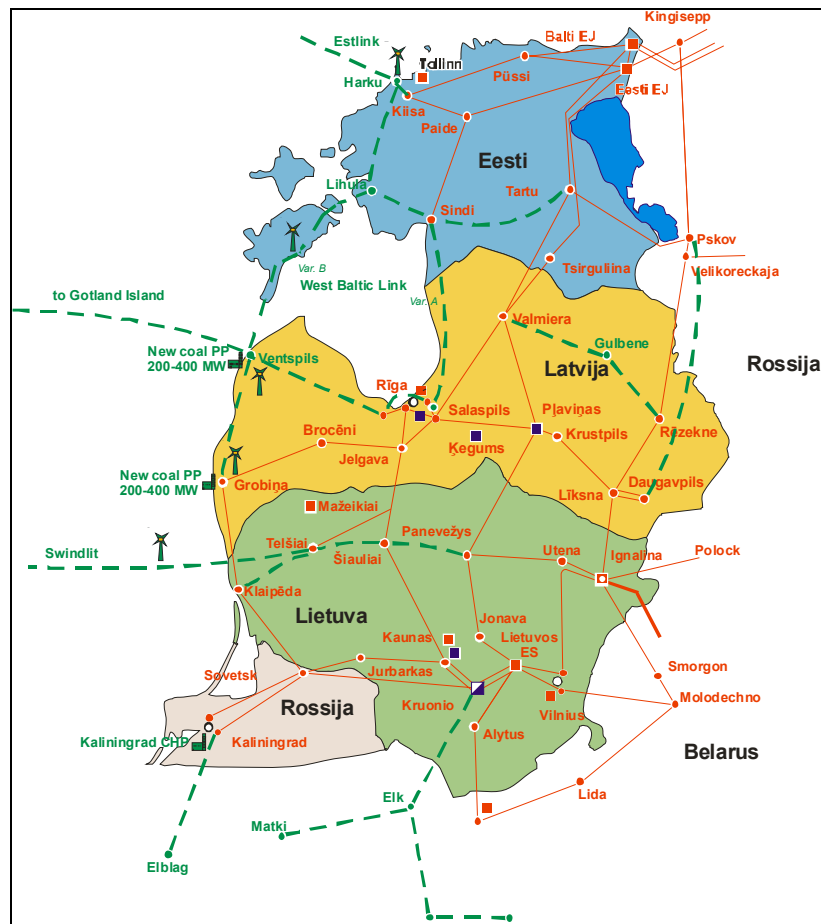 Kingisepp
Estlink
Balti EJ
Tallinn
Harku
Püssi
Eesti EJ
Kiisa
Paide
Eesti
Lihula
Tartu
Sindi
Pskov
Var. B
Tsirguliina
Velikoreckaja
West Baltic Link
to Gotland Island
Var. A
Valmiera
Gulbene
New coal PP
200-400 MW
Ventspils
Latvija
Rossija
Rīga
Salaspils
Pļaviņas
Rēzekne
Brocēni
Krustpils
Jelgava
Ķegums
New coal PP
200-400 MW
Grobiņa
Daugavpils
Līksna
Mažeikiai
Telšiai
Panevežys
Swindlit
Šiauliai
Utena
Ignalina
Polock
Klaipėda
Lietuva
Jonava
Kaunas
Lietuvos
ES
Sovetsk
Jurbarkas
Smorgon
Rossija
Kruonio
Vilnius
Molodechno
Kaliningrad CHP
Kaliningrad
Alytus
Belarus
Elk
Lida
Matki
Elblag